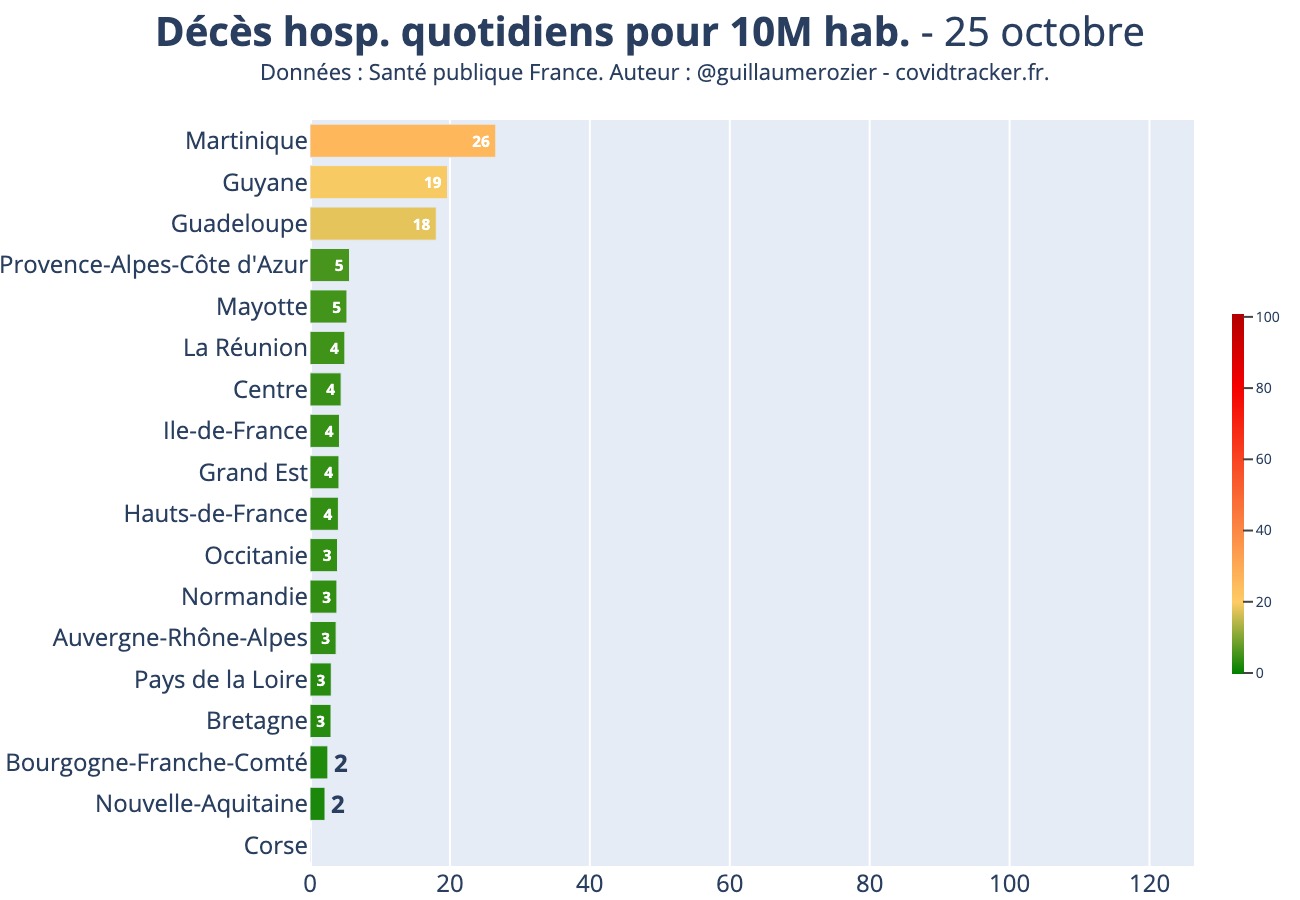 Décès hosp. quotidiens pour 10M hab. - 25 octobre
Données : Santé publique France. Auteur : @guillaumerozier - covidtracker.fr.
Martinique 26
Guyane 19
Guadeloupe 18
Provence-Alpes-Côte d'Azur 5
Mayotte 5
La Réunion 4
Centre 4
Ile-de-France 4
Grand Est 4
Hauts-de-France 4
Occitanie 3
Normandie 3
Auvergne-Rhône-Alpes 3
Pays de la Loire 3
Bretagne 3
Bourgogne-Franche-Comté 2
Nouvelle-Aquitaine 2
Corse
0 20 40 60 80 100 120
100
80
60
40
20
0